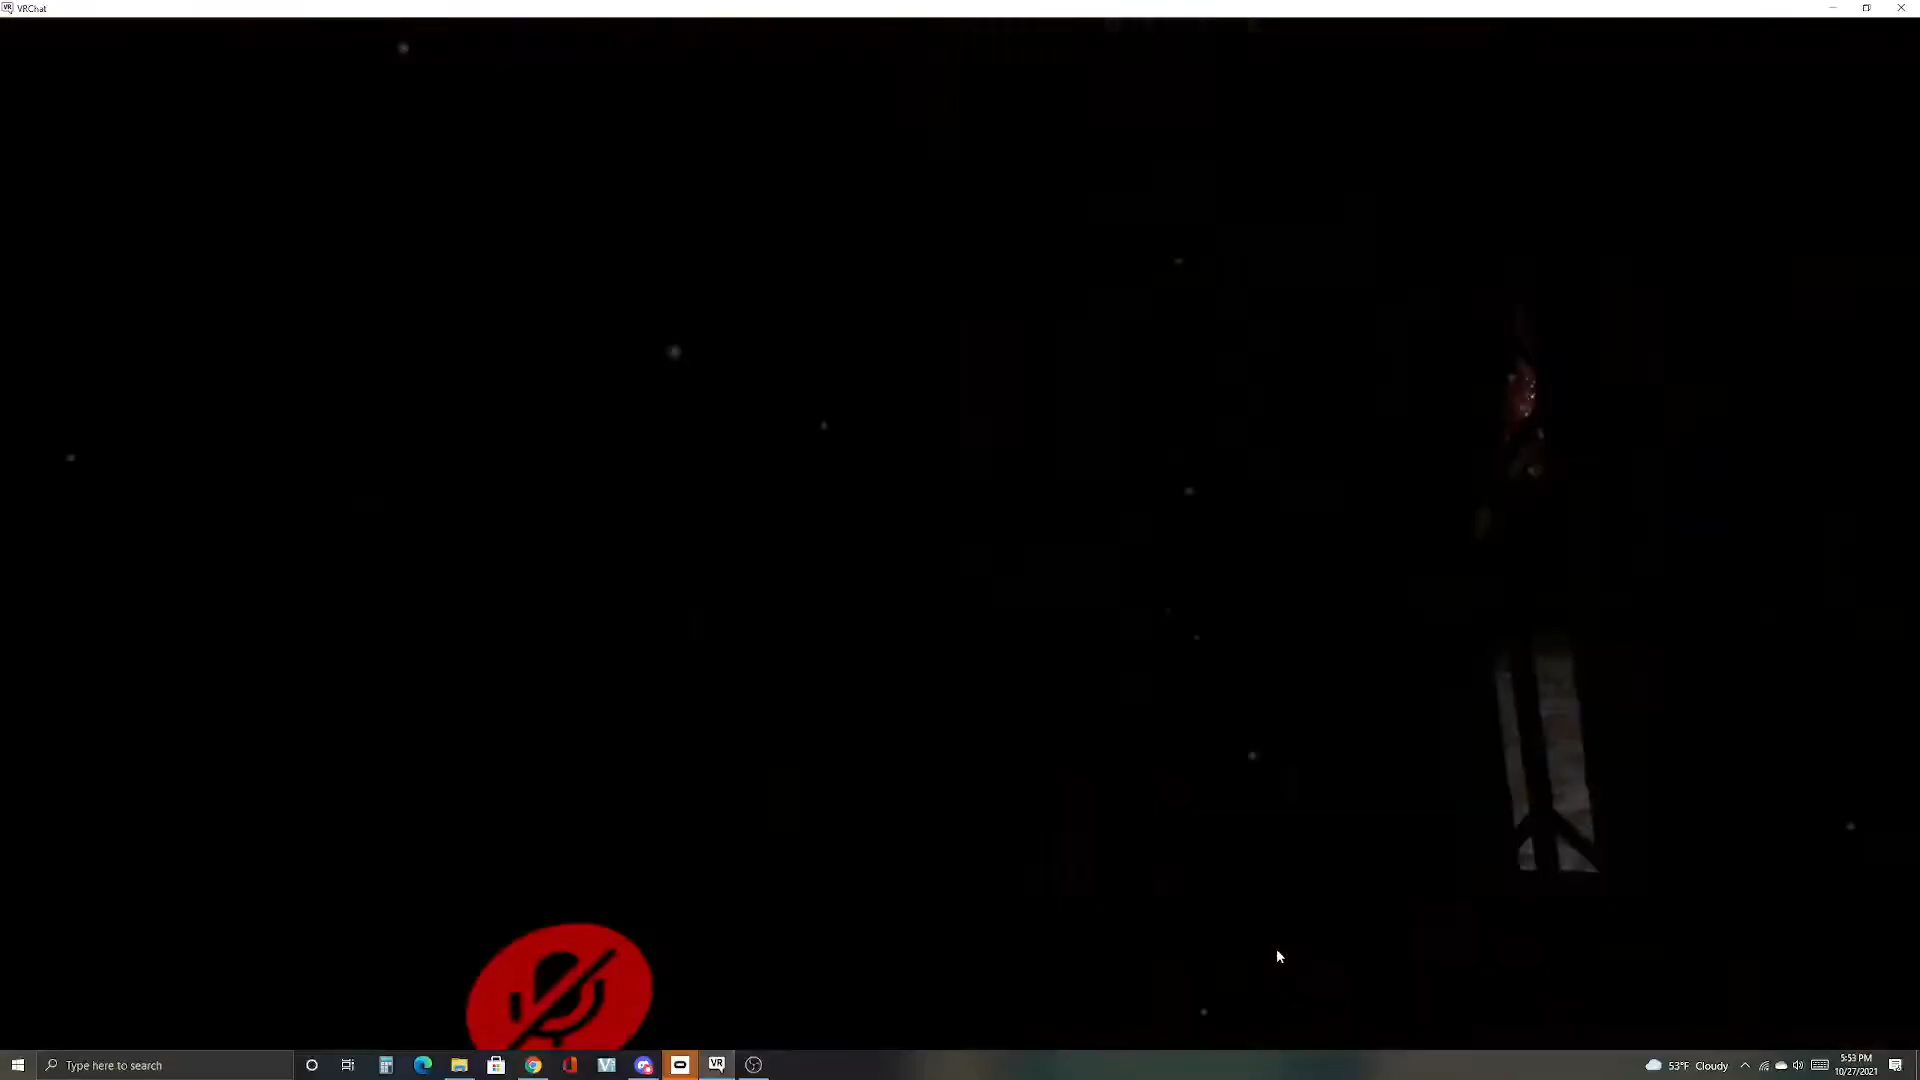 VRChat
Type here to search
53°F Cloudy
5:53 PM
10/27/2021